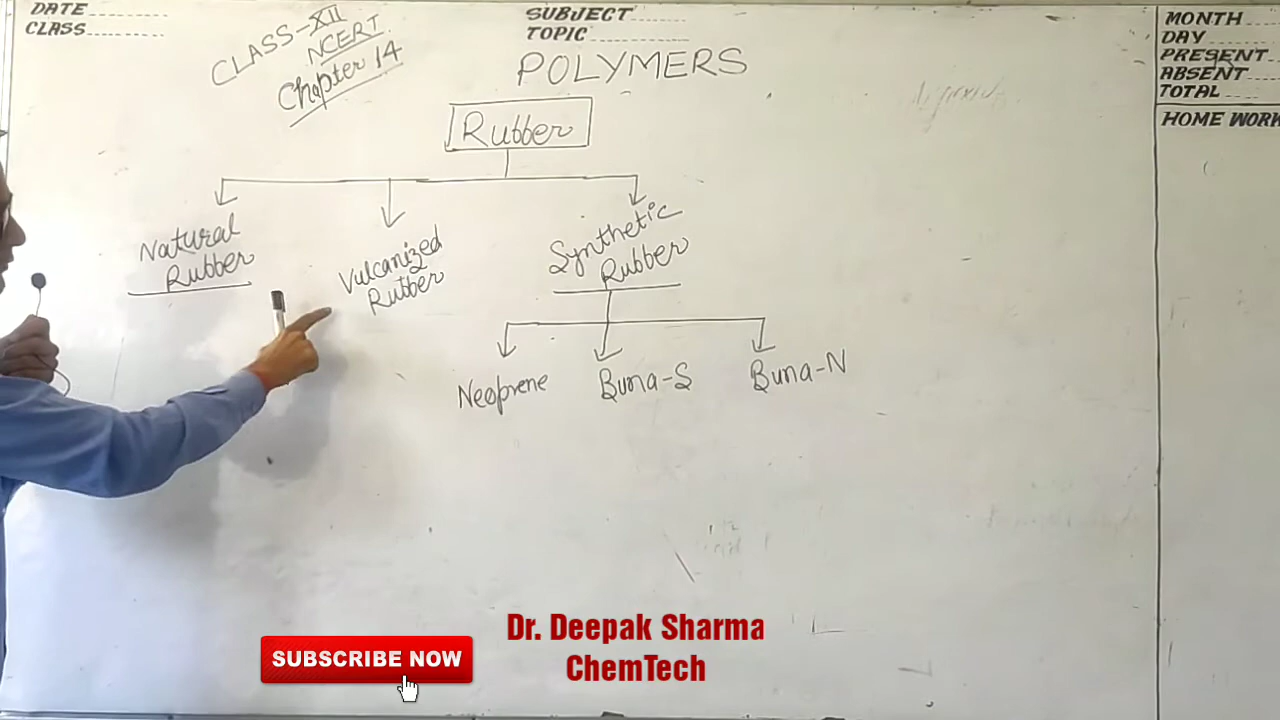 DATE
CLASS
SUBJECT
TOPIC
MONTH
DAY
PRESENT
ABSENT
TOTAL
HOME WORK
CLASS-XII
NCERT
Chapter 14
POLYMERS
Rubber
Natural
Rubber
Vulcanized
Rubber
Synthetic
Rubber
Neoprene
Buna-S
Buna-N
Dr. Deepak Sharma
ChemTech
SUBSCRIBE NOW